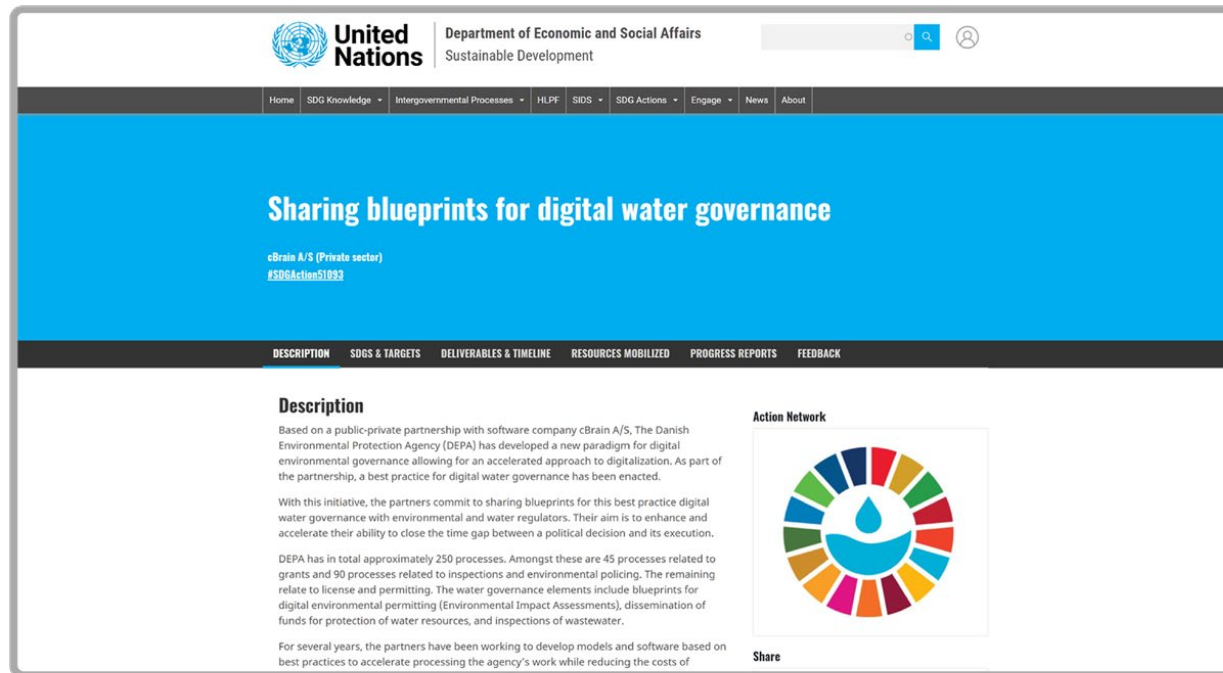 United
Nations
Department of Economic and Social Affairs
Sustainable Development
Home
SDG Knowledge
Intergovernmental Processes
HLPF
SIDS
SDG Actions
Engage
News
About
Sharing blueprints for digital water governance
cBrain A/S (Private sector)
#SDGAction51093
DESCRIPTION
SDGS & TARGETS
DELIVERABLES & TIMELINE
RESOURCES MOBILIZED
PROGRESS REPORTS
FEEDBACK
Description
Based on a public-private partnership with software company cBrain A/S, The Danish
Environmental Protection Agency (DEPA) has developed a new paradigm for digital
environmental governance allowing for an accelerated approach to digitalization. As part of
the partnership, a best practice for digital water governance has been enacted.
With this initiative, the partners commit to sharing blueprints for this best practice digital
water governance with environmental and water regulators. Their aim is to enhance and
accelerate their ability to close the time gap between a political decision and its execution.
DEPA has in total approximately 250 processes. Amongst these are 45 processes related to
grants and 90 processes related to inspections and environmental policing. The remaining
relate to license and permitting. The water governance elements include blueprints for
digital environmental permitting (Environmental Impact Assessments), dissemination of
funds for protection of water resources, and inspections of wastewater.
For several years, the partners have been working to develop models and software based on
best practices to accelerate processing the agency's work while reducing the costs of
Action Network
Share